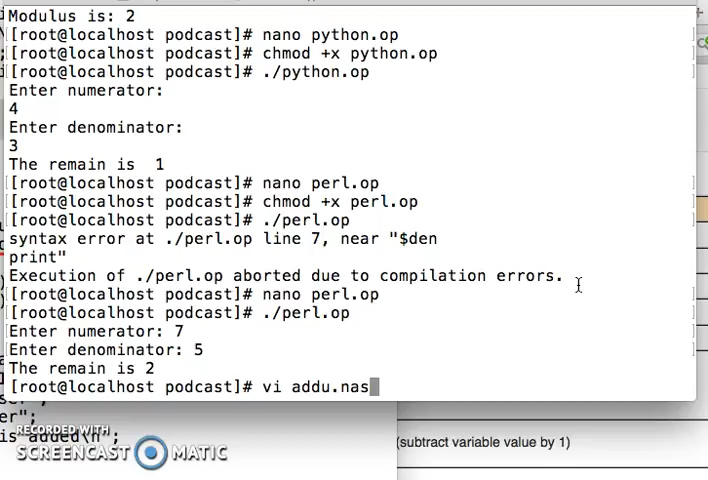 Modulus is: 2
[root@localhost podcast]# nano python.op
[root@localhost podcast]# chmod +x python.op
[root@localhost podcast]# ./python.op
Enter numerator:
4
Enter denominator:
3
The remain is  1
[root@localhost podcast]# nano perl.op
[root@localhost podcast]# chmod +x perl.op
[root@localhost podcast]# ./perl.op
syntax error at ./perl.op line 7, near "$den
print"
Execution of ./perl.op aborted due to compilation errors.
[root@localhost podcast]# nano perl.op
[root@localhost podcast]# ./perl.op
Enter numerator: 7
Enter denominator: 5
The remain is 2
[root@localhost podcast]# vi addu.nas
er";
is added\n";
(subtract variable value by 1)
RECORDED WITH
SCREENCAST MATIC